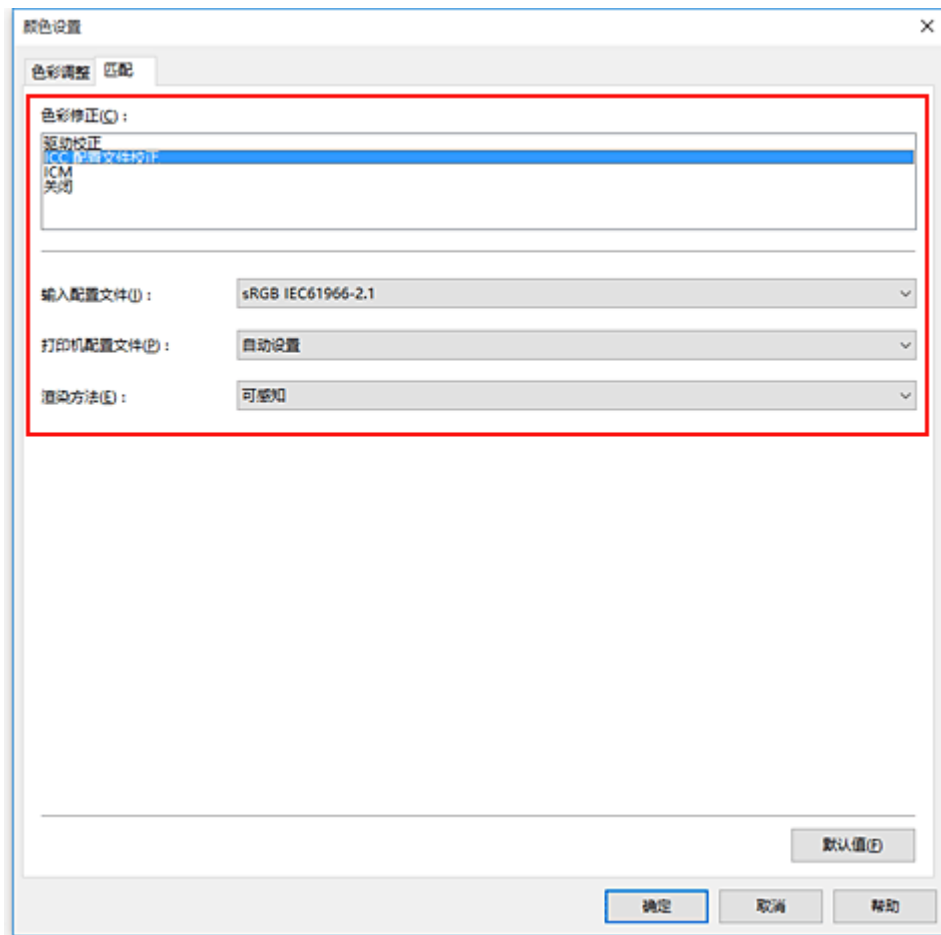 颜色设置
色彩调整 匹配
色彩修正(C)：
驱动校正
ICC 配置文件校正
ICM
关闭
输入配置文件(I)： sRGB IEC61966-2.1
打印机配置文件(P)： 自动设置
渲染方法(E)： 可感知
默认值(F)
确定 取消 帮助